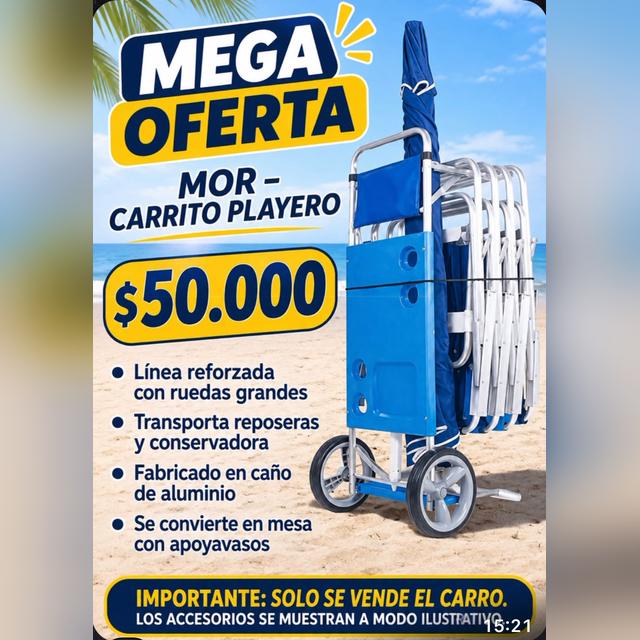 MEGA
OFERTA
MOR –
CARRITO PLAYERO
$50.000
• Línea reforzada
con ruedas grandes
• Transporta reposeras
y conservadora
• Fabricado en caño
de aluminio
• Se convierte en mesa
con apoyavasos
IMPORTANTE: SOLO SE VENDE EL CARRO.
LOS ACCESORIOS SE MUESTRAN A MODO ILUSTRATIVO
15:21